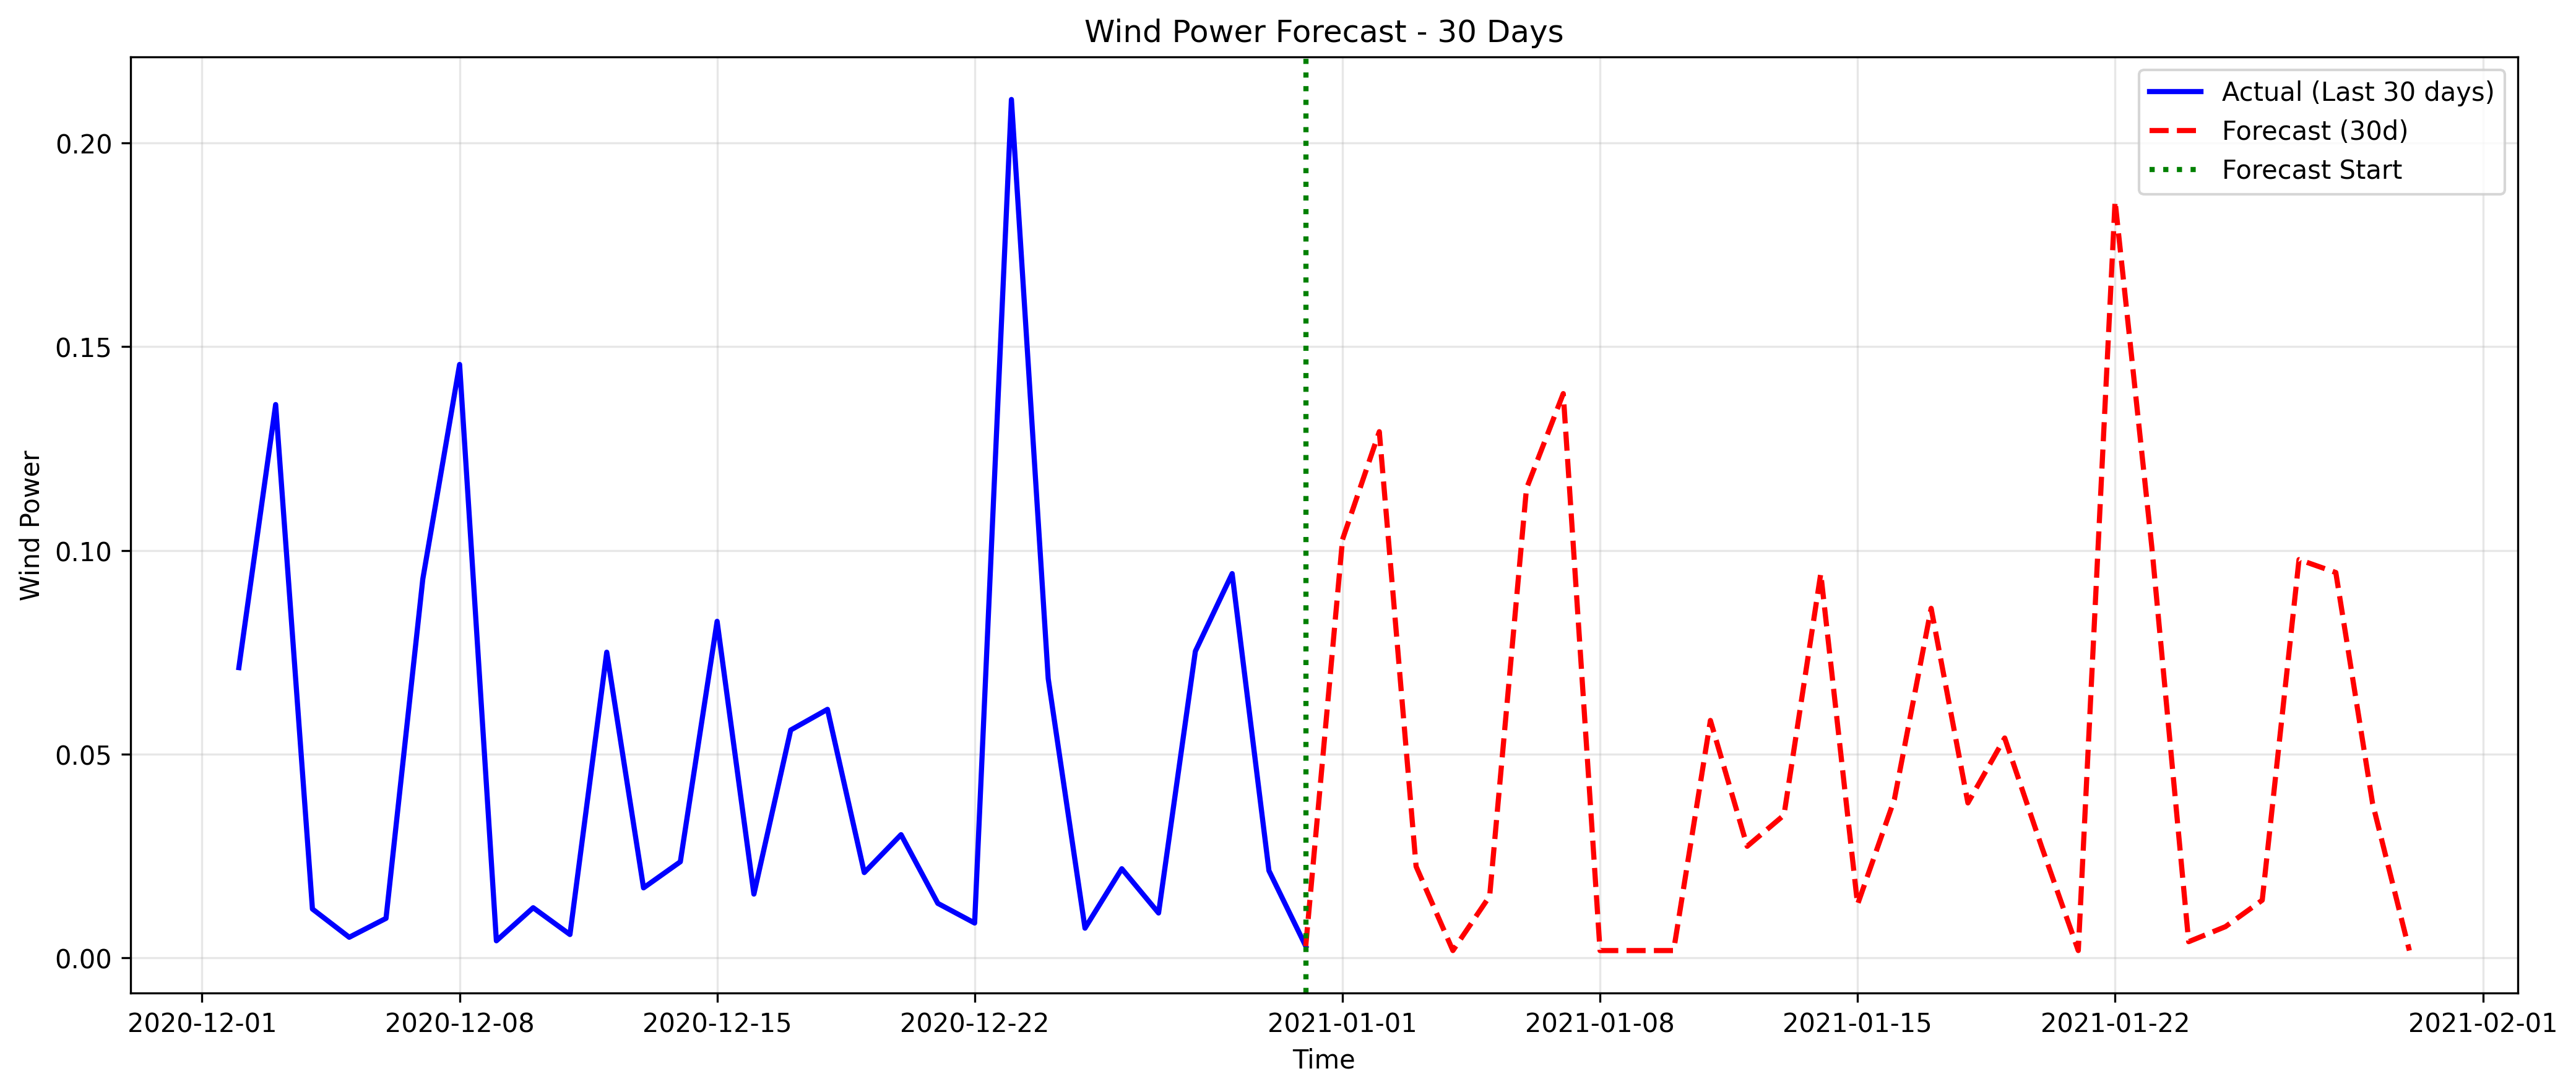 Wind Power Forecast - 30 Days
Actual (Last 30 days)
Forecast (30d)
Forecast Start
Wind Power
0.20
0.15
0.10
0.05
0.00
2020-12-01
2020-12-08
2020-12-15
2020-12-22
2021-01-01
2021-01-08
2021-01-15
2021-01-22
2021-02-01
Time